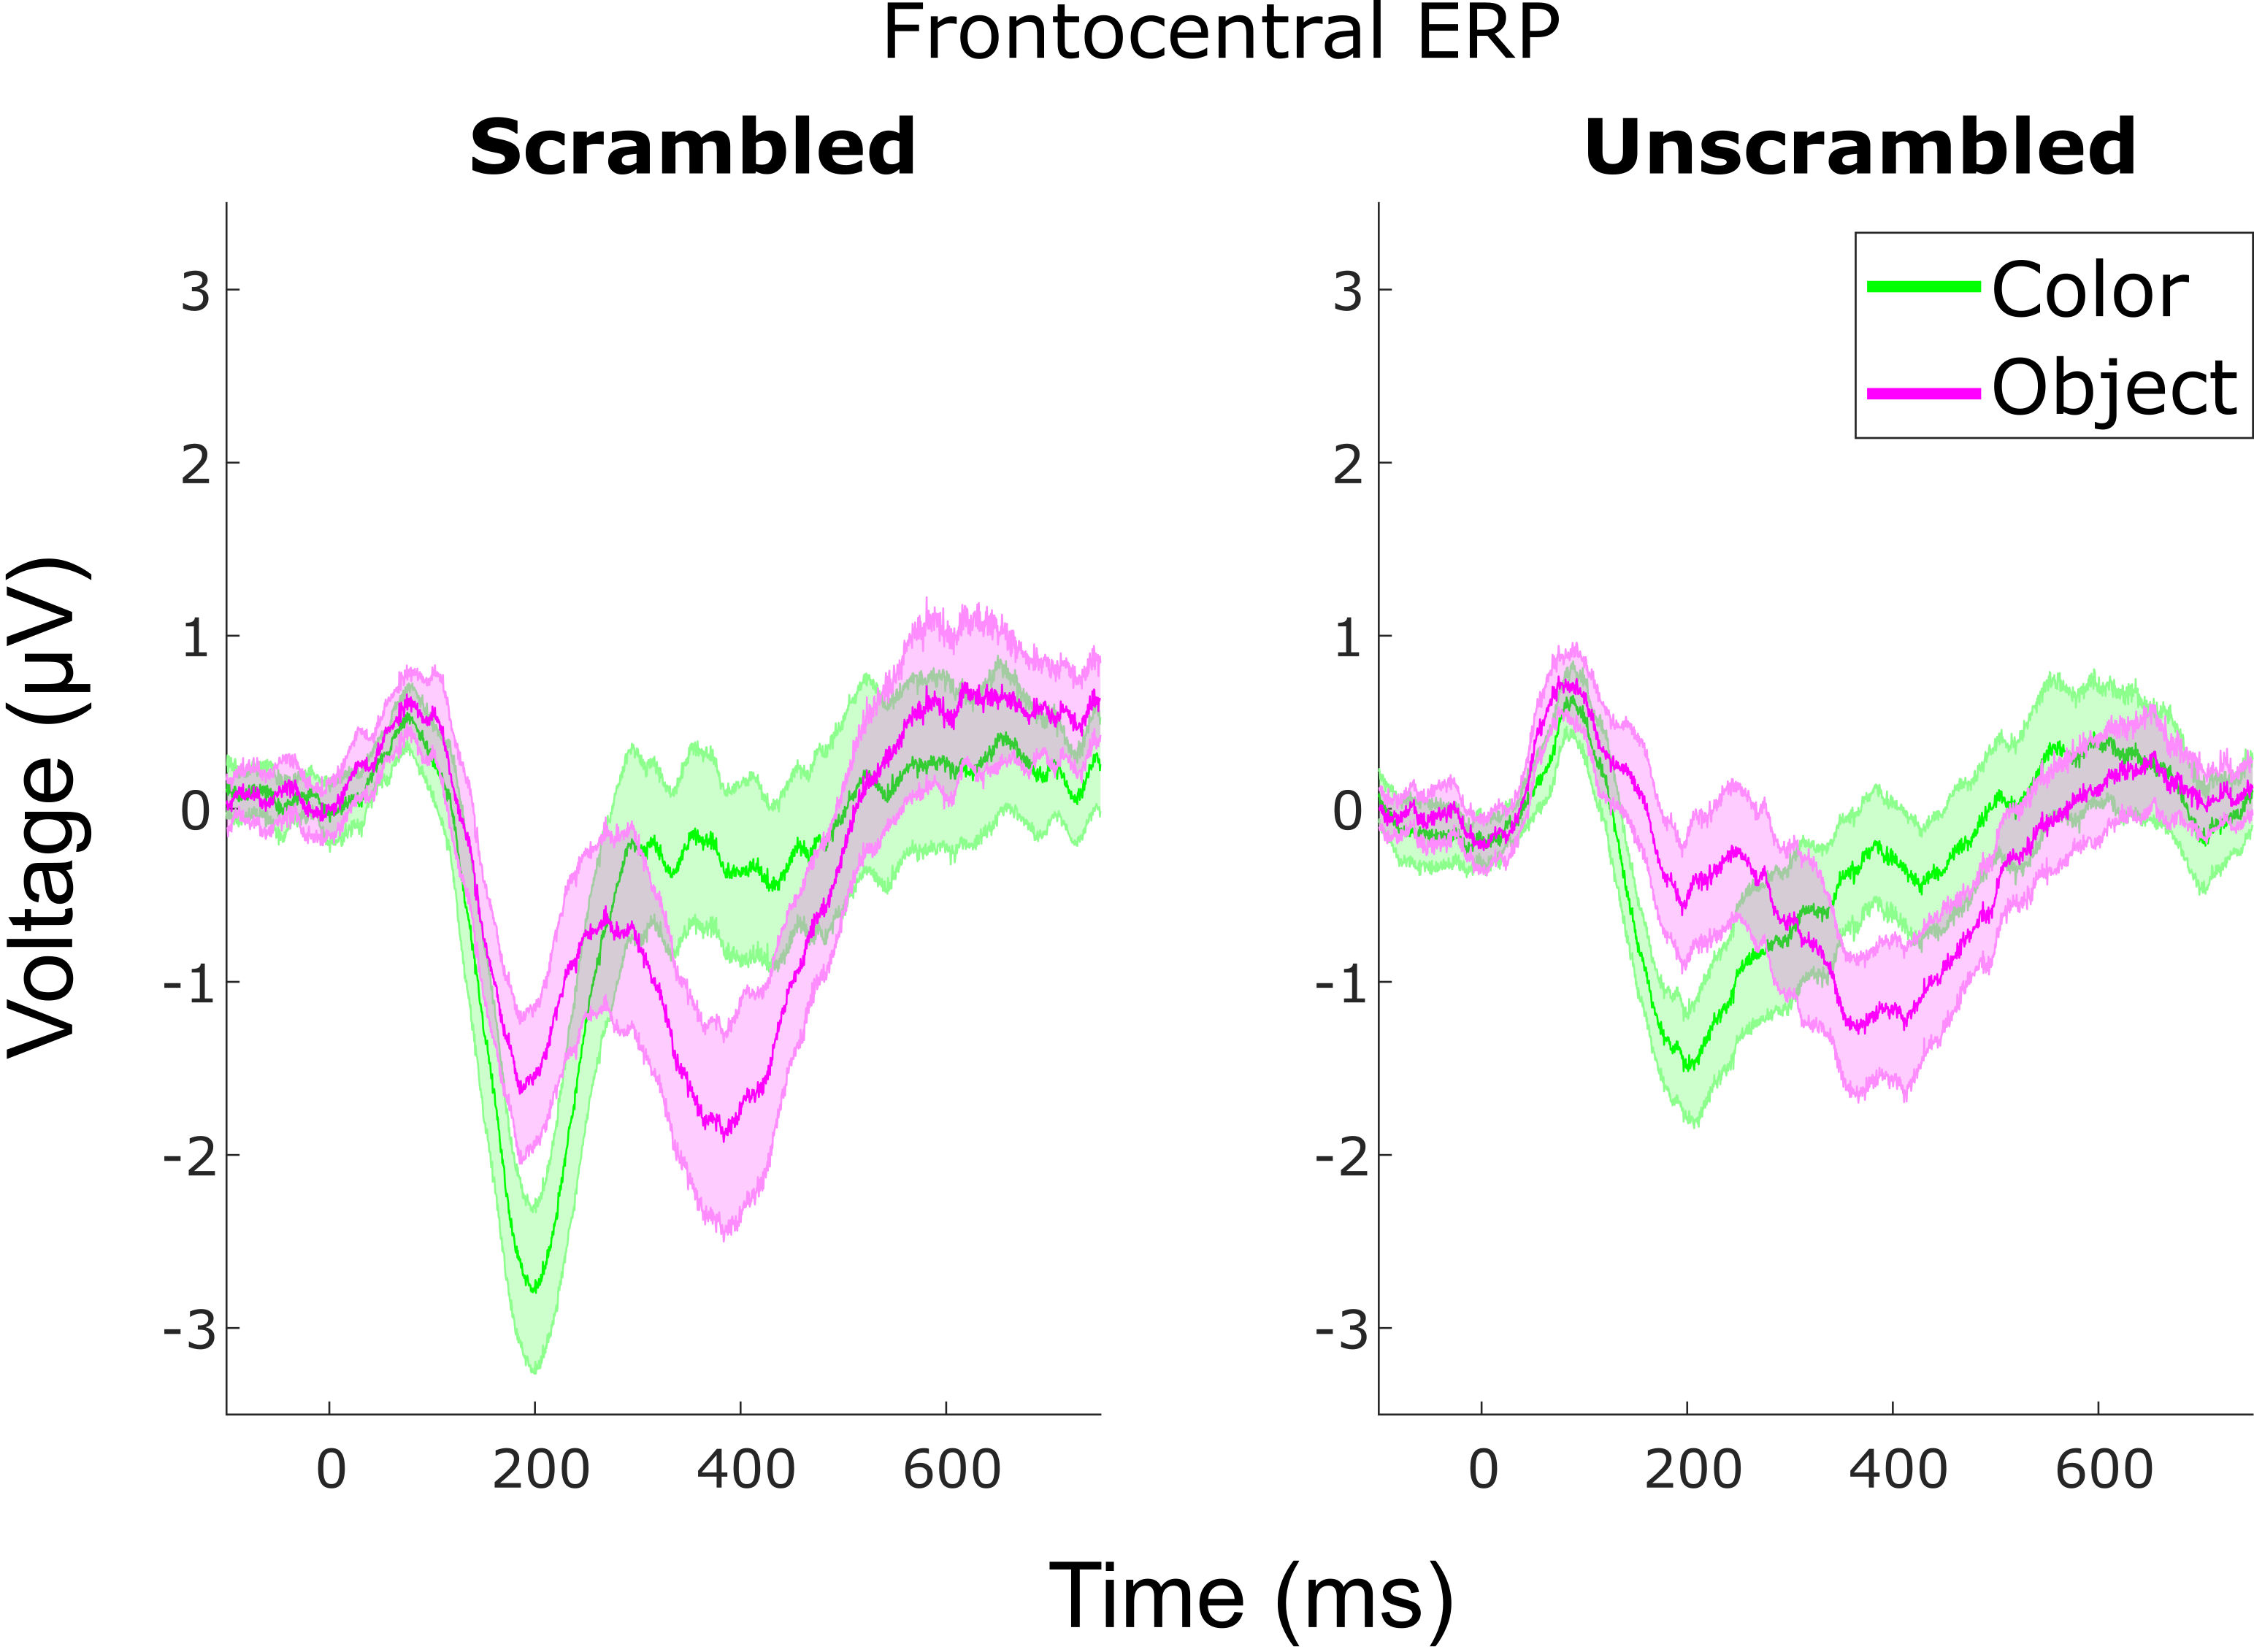 Frontocentral ERP
Scrambled
Unscrambled
Voltage (µV)
3
2
1
0
-1
-2
-3
0 200 400 600
3
2
1
0
-1
-2
-3
0 200 400 600
Color
Object
Time (ms)